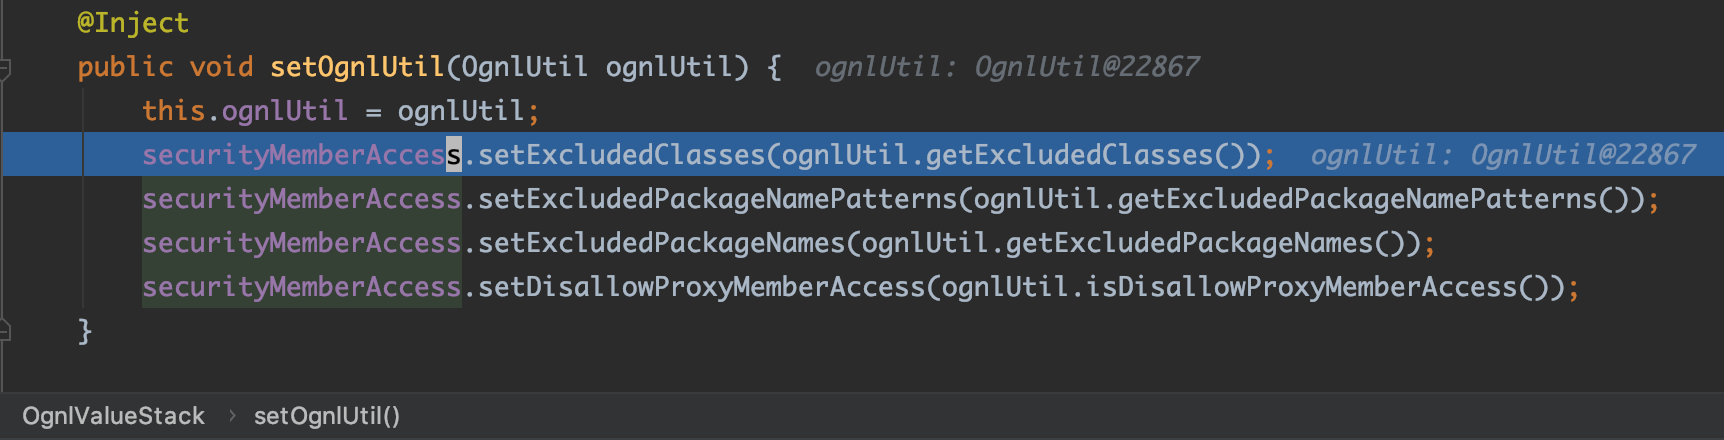 @Inject
public void setOgnlUtil(OgnlUtil ognlUtil) {  ognlUtil: OgnlUtil@22867
this.ognlUtil = ognlUtil;
securityMemberAccess.setExcludedClasses(ognlUtil.getExcludedClasses());  ognlUtil: OgnlUtil@22867
securityMemberAccess.setExcludedPackageNamePatterns(ognlUtil.getExcludedPackageNamePatterns());
securityMemberAccess.setExcludedPackageNames(ognlUtil.getExcludedPackageNames());
securityMemberAccess.setDisallowProxyMemberAccess(ognlUtil.isDisallowProxyMemberAccess());
}
OgnlValueStack › setOgnlUtil()